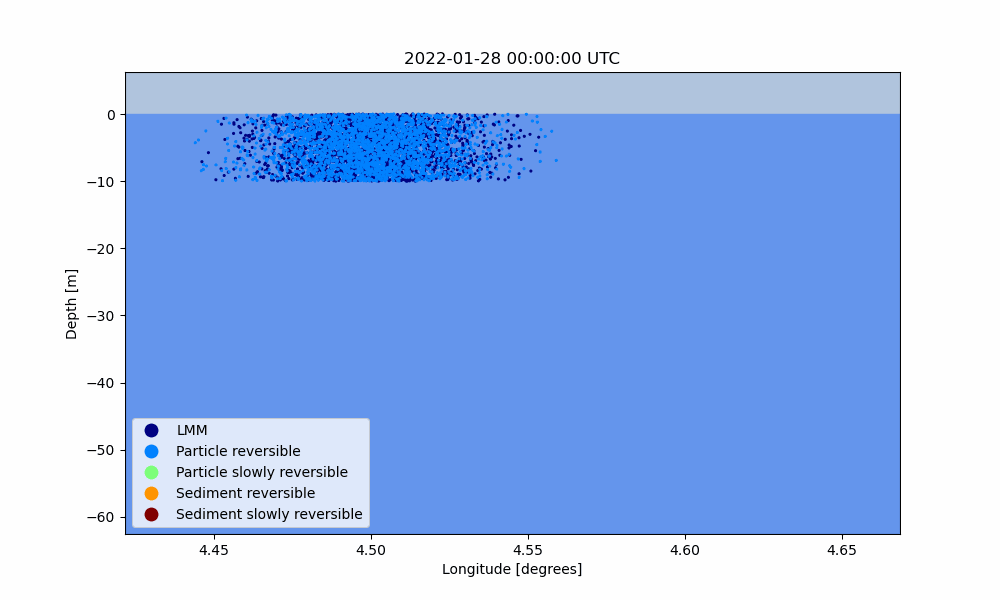 2022-01-28 00:00:00 UTC
0
−10
−20
−30
−40
−50
−60
Depth [m]
LMM
Particle reversible
Particle slowly reversible
Sediment reversible
Sediment slowly reversible
4.45 4.50 4.55 4.60 4.65
Longitude [degrees]